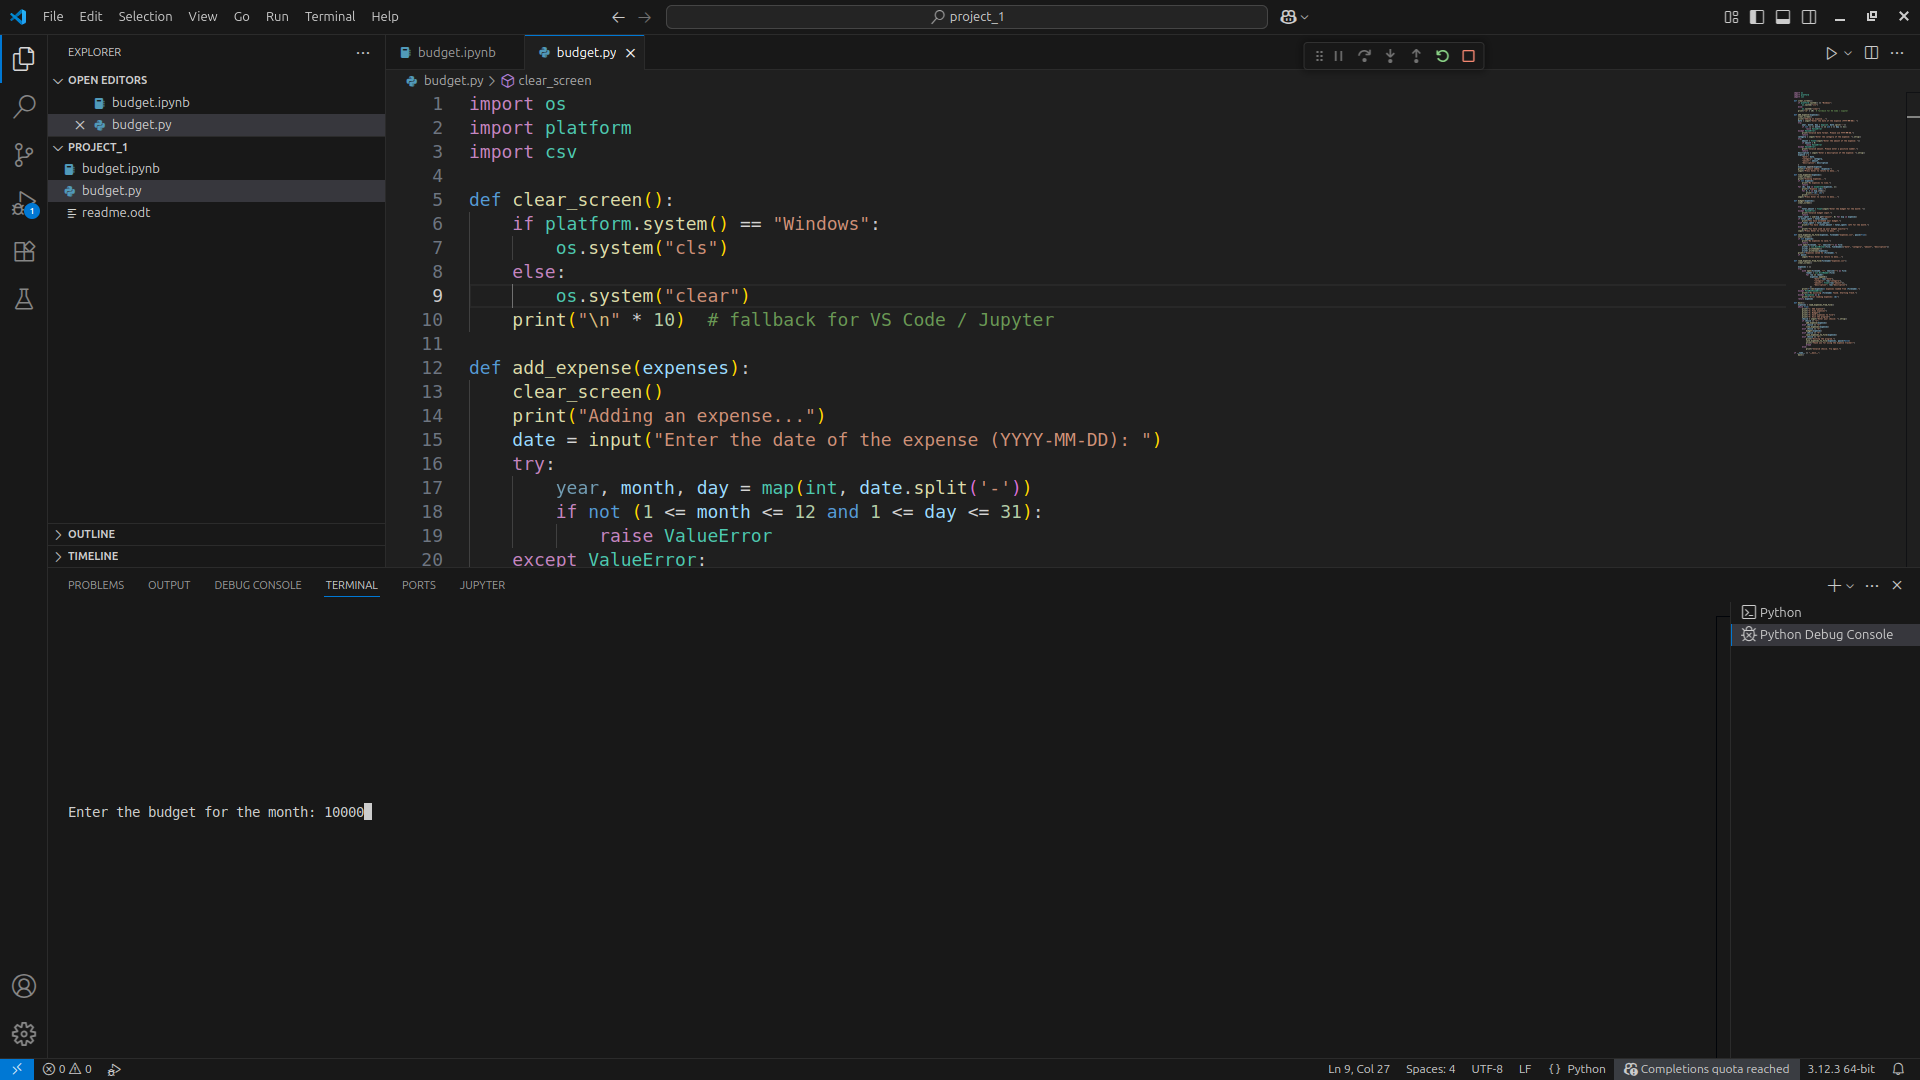 File Edit Selection View Go Run Terminal Help
project_1
EXPLORER
OPEN EDITORS
budget.ipynb
budget.py
PROJECT_1
budget.ipynb
budget.py
readme.odt
OUTLINE
TIMELINE
budget.ipynb
budget.py
budget.py > clear_screen
1 import os
2 import platform
3 import csv
4
5 def clear_screen():
6 if platform.system() == "Windows":
7 os.system("cls")
8 else:
9 os.system("clear")
10 print("\n" * 10)  # fallback for VS Code / Jupyter
11
12 def add_expense(expenses):
13 clear_screen()
14 print("Adding an expense...")
15 date = input("Enter the date of the expense (YYYY-MM-DD): ")
16 try:
17 year, month, day = map(int, date.split('-'))
18 if not (1 <= month <= 12 and 1 <= day <= 31):
19 raise ValueError
20 except ValueError:
PROBLEMS OUTPUT DEBUG CONSOLE TERMINAL PORTS JUPYTER
Python
Python Debug Console
Enter the budget for the month: 10000
1
0 0
Ln 9, Col 27 Spaces: 4 UTF-8 LF {} Python Completions quota reached 3.12.3 64-bit